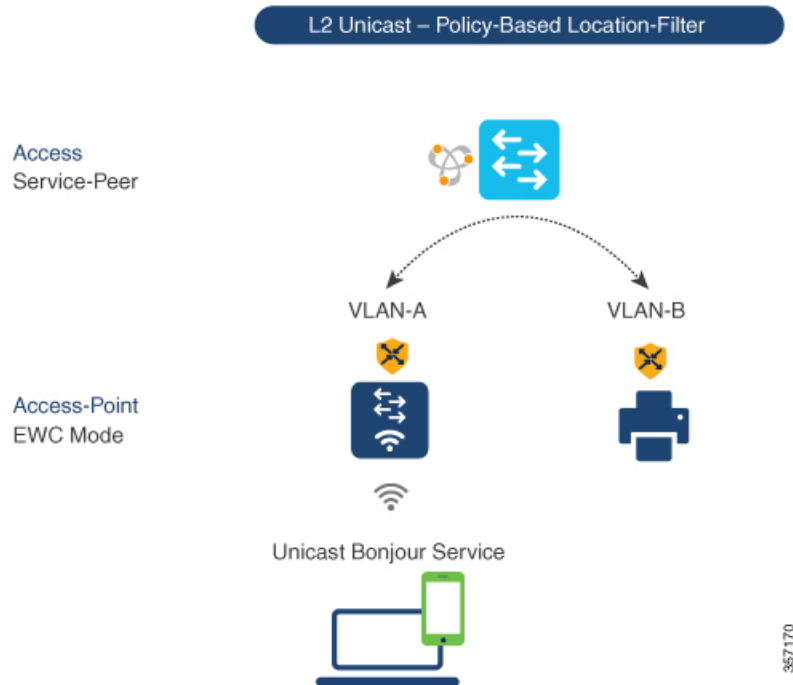 L2 Unicast – Policy-Based Location-Filter
Access
Service-Peer
VLAN-A
VLAN-B
Access-Point
EWC Mode
Unicast Bonjour Service
357170